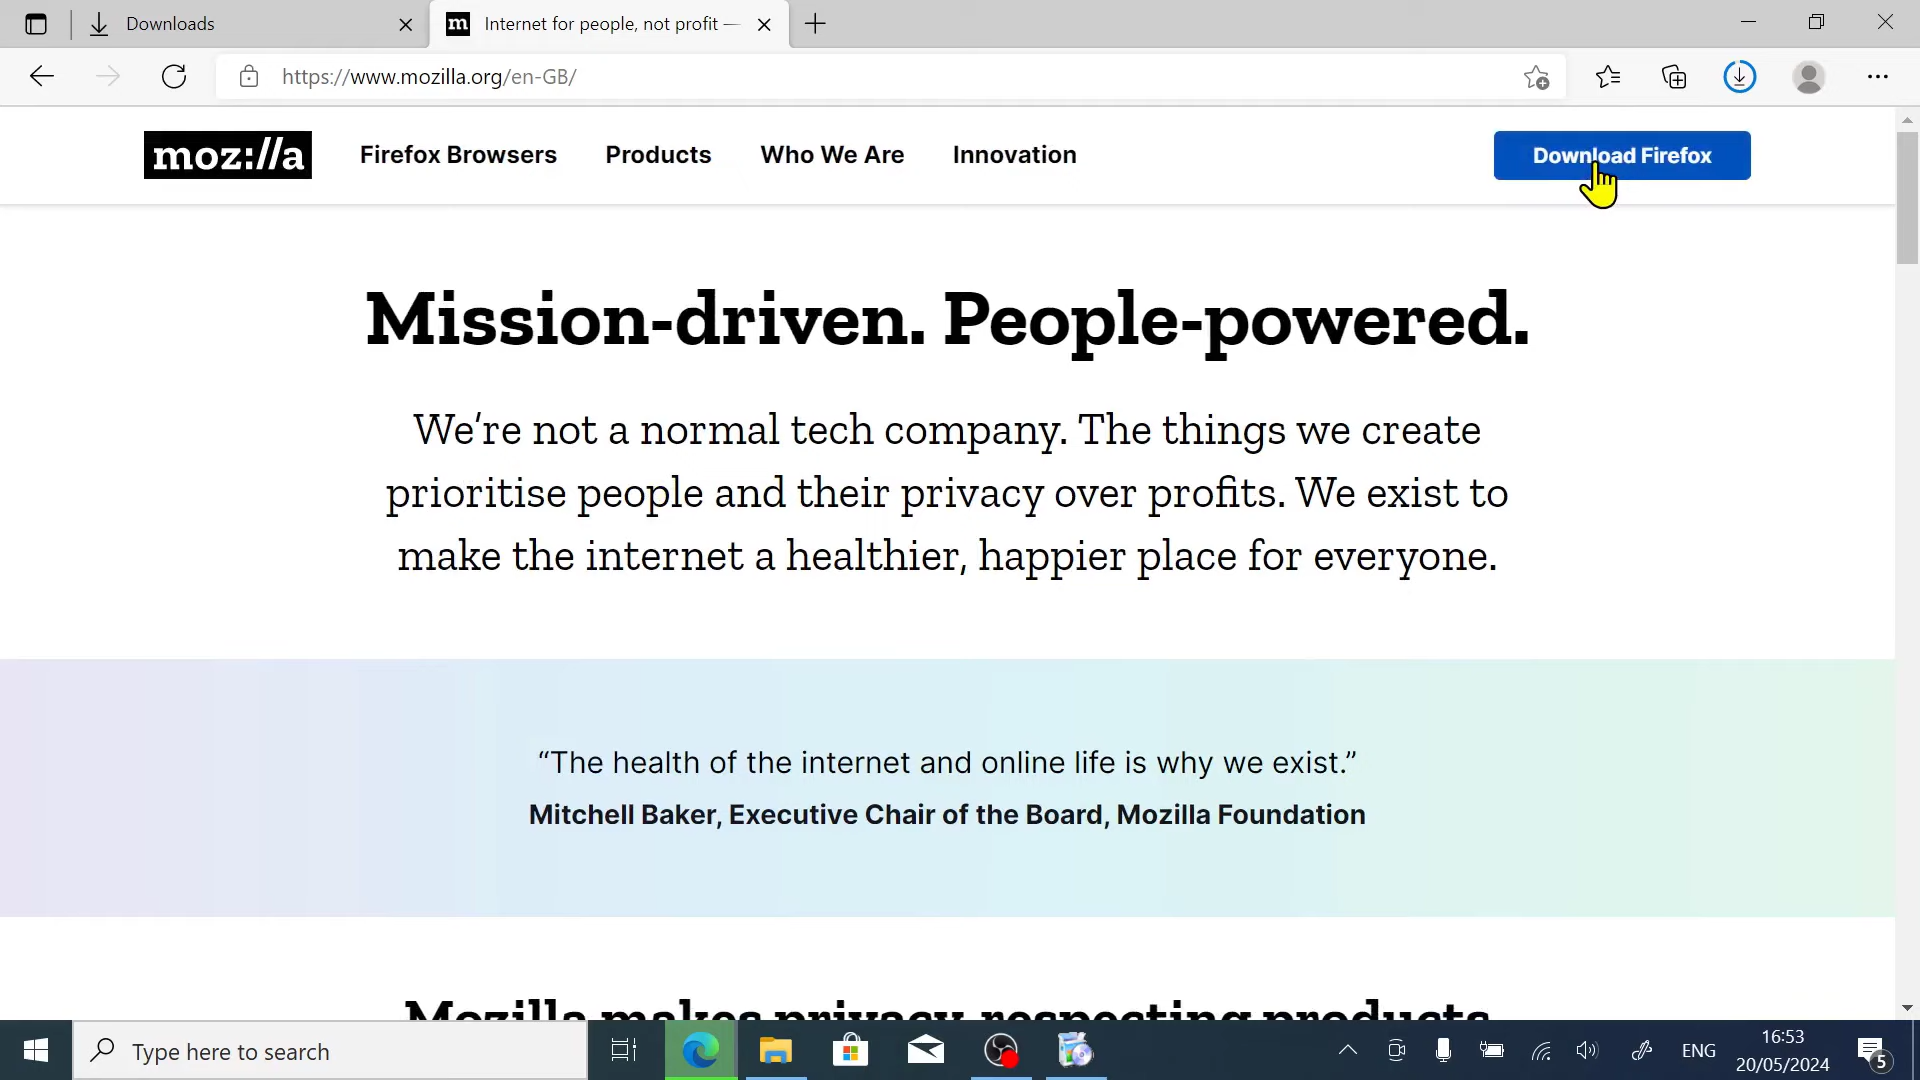 Downloads
Internet for people, not profit —
https://www.mozilla.org/en-GB/
moz://a
Firefox Browsers
Products
Who We Are
Innovation
Download Firefox
Mission-driven. People-powered.
We’re not a normal tech company. The things we create
prioritise people and their privacy over profits. We exist to
make the internet a healthier, happier place for everyone.
“The health of the internet and online life is why we exist.”
Mitchell Baker, Executive Chair of the Board, Mozilla Foundation
Mozilla makes privacy-respecting products
Type here to search
ENG
16:53
20/05/2024
5